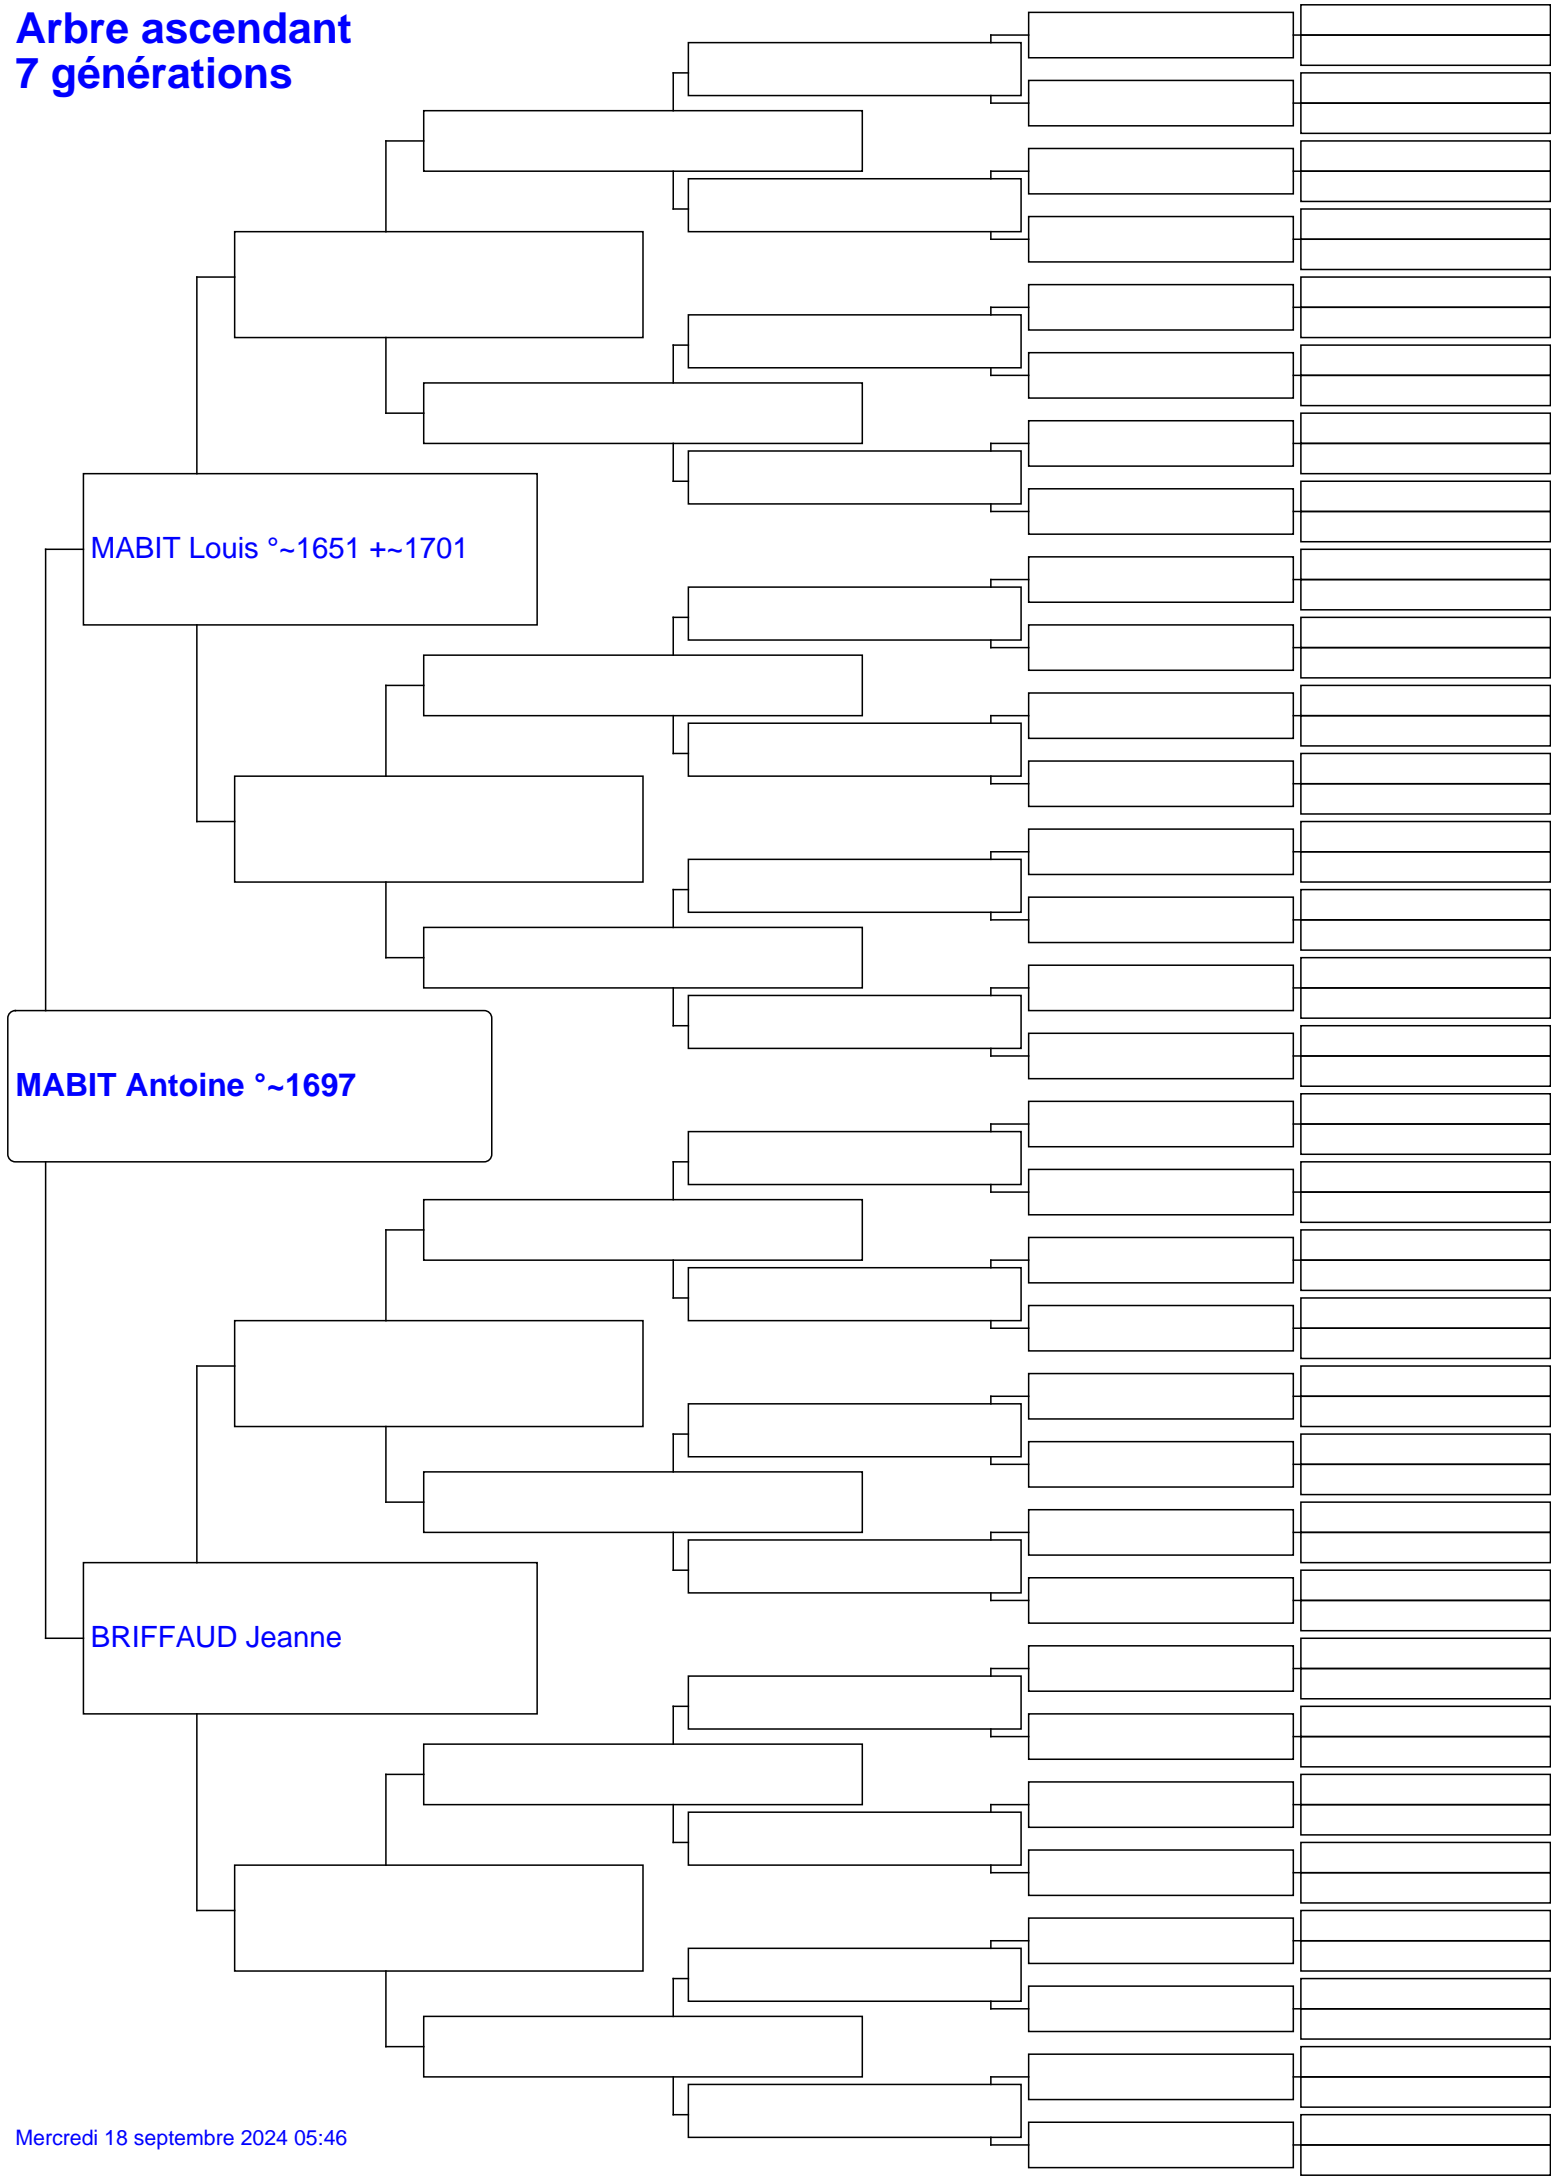 Arbre ascendant
7 générations
MABIT Louis °~1651 +~1701
MABIT Antoine °~1697
BRIFFAUD Jeanne
Mercredi 18 septembre 2024 05:46